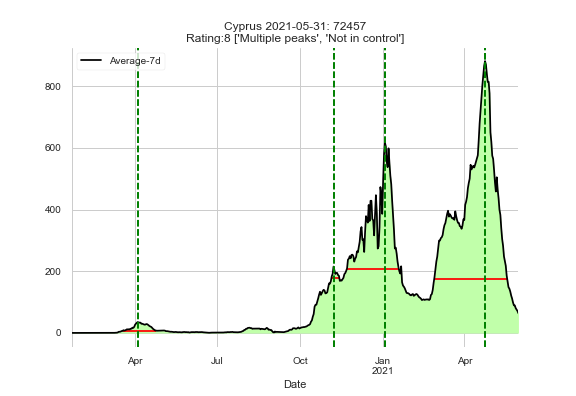 Cyprus 2021-05-31: 72457
Rating:8 ['Multiple peaks', 'Not in control']
Average-7d
800
600
400
200
0
Apr
Jul
Oct
Jan
2021
Apr
Date